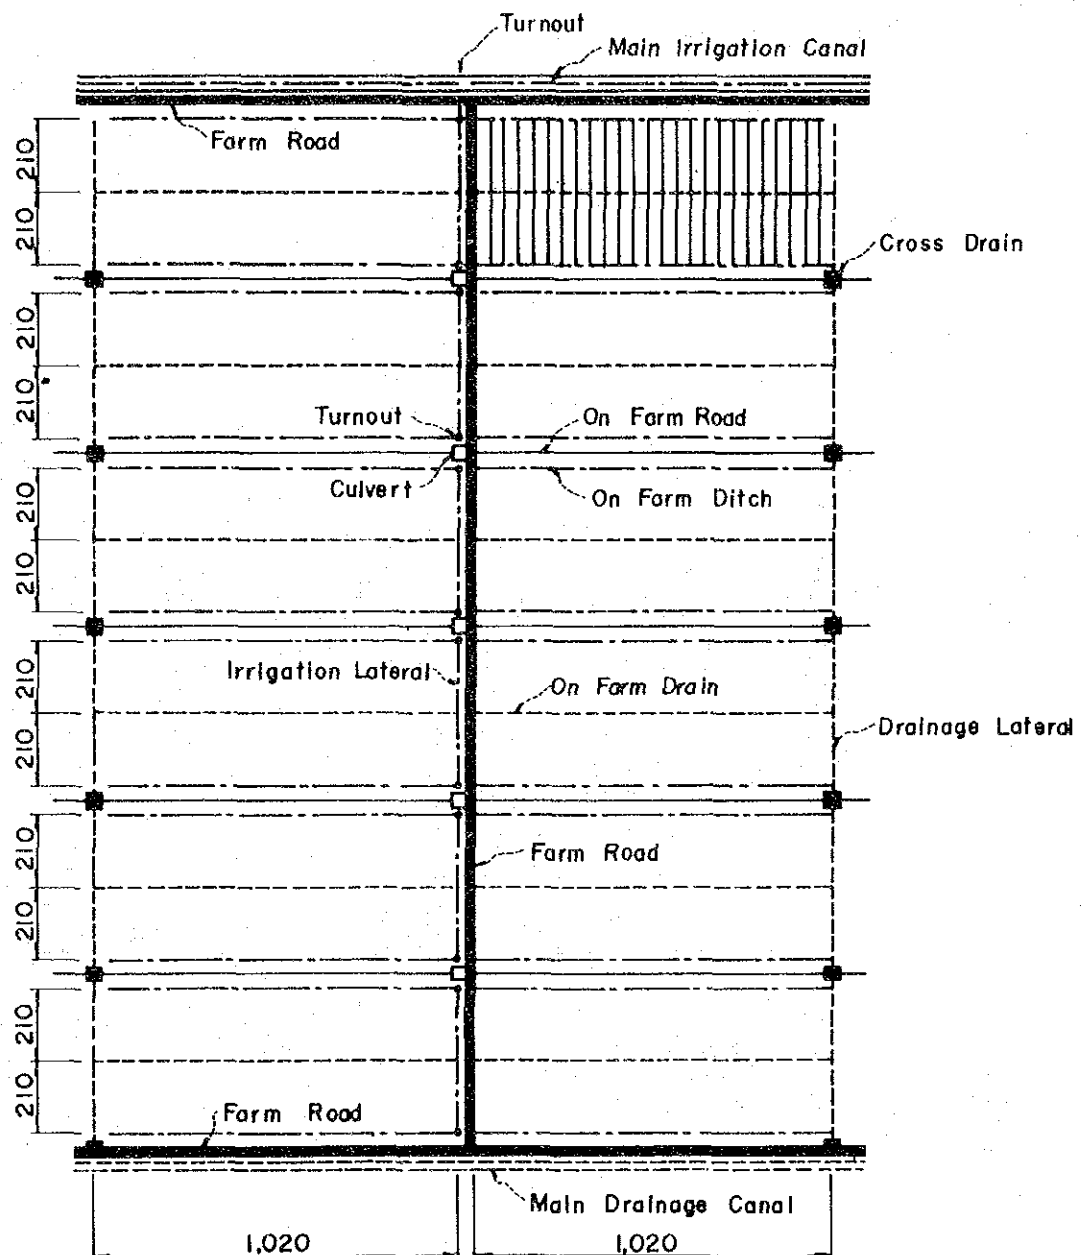 Turnout
Main Irrigation Canal
Farm Road
210
210
Cross Drain
210
210
Turnout
On Farm Road
Culvert
On Farm Ditch
210
210
210
Irrigation Lateral
On Farm Drain
Drainage Lateral
210
210
Farm Road
210
210
Farm Road
210
Main Drainage Canal
1,020
1,020